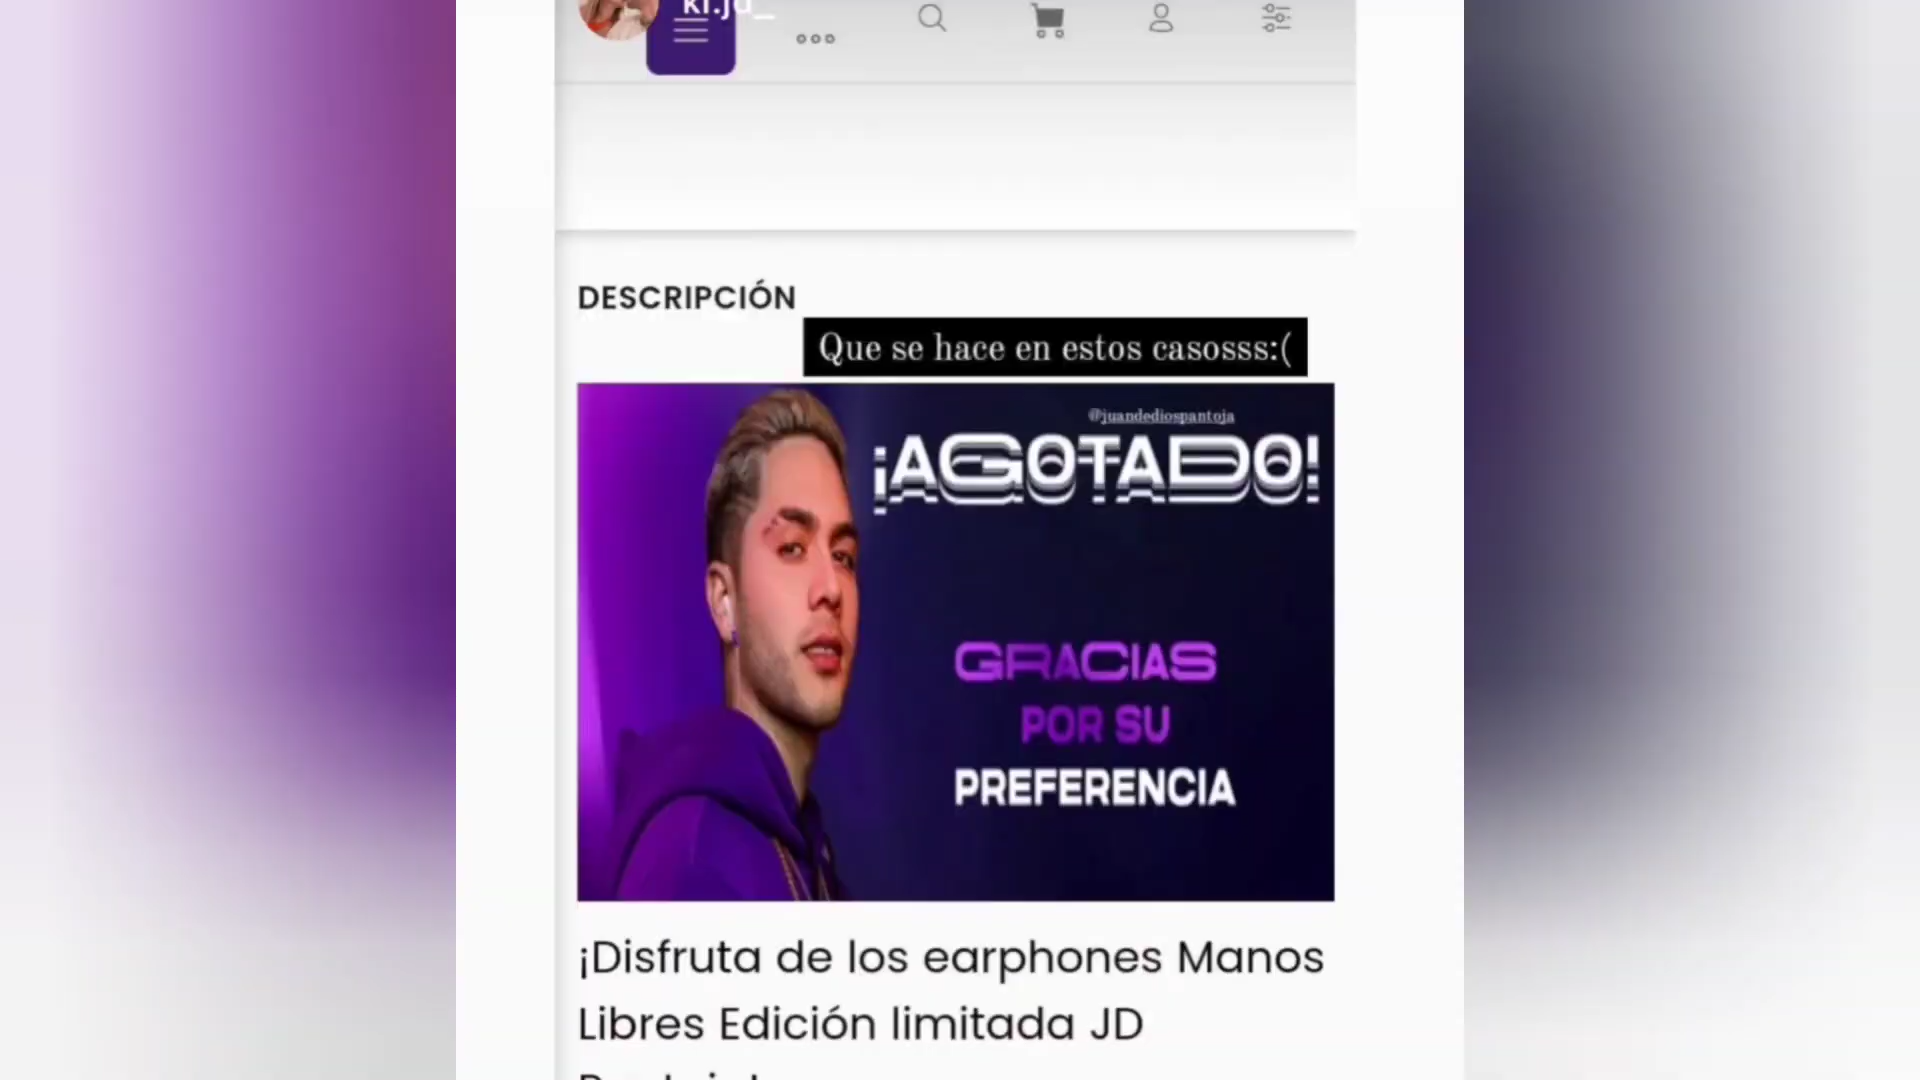 DESCRIPCIÓN
Que se hace en estos casosss:(
@juandediospantoja
¡AGOTADO!
GRACIAS
POR SU
PREFERENCIA
¡Disfruta de los earphones Manos
Libres Edición limitada JD